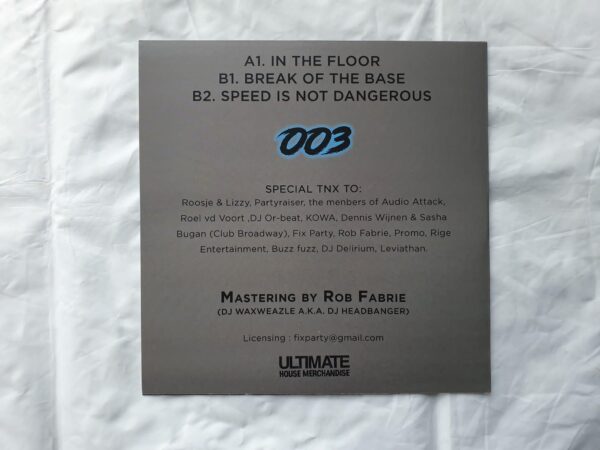 A1. IN THE FLOOR
B1. BREAK OF THE BASE
B2. SPEED IS NOT DANGEROUS
003
SPECIAL TNX TO:
Roosje & Lizzy, Partyraiser, the menbers of Audio Attack,
Roel vd Voort ,DJ Or-beat, KOWA, Dennis Wijnen & Sasha
Bugan (Club Broadway), Fix Party, Rob Fabrie, Promo, Rige
Entertainment, Buzz fuzz, DJ Delirium, Leviathan.
MASTERING BY ROB FABRIE
(DJ WAXWEAZLE A.K.A. DJ HEADBANGER)
Licensing : fixparty@gmail.com
ULTIMATE
HOUSE MERCHANDISE